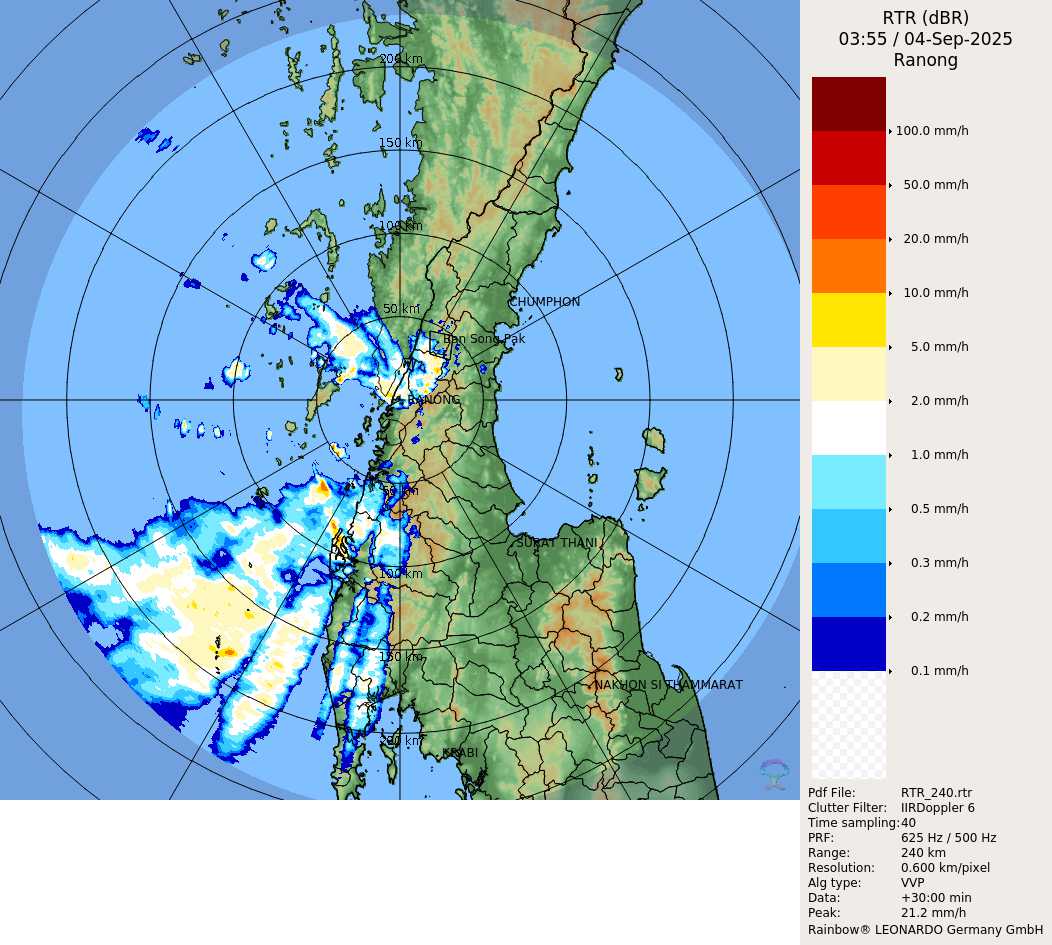 RTR (dBR)
03:55 / 04-Sep-2025
Ranong
100.0 mm/h
50.0 mm/h
20.0 mm/h
10.0 mm/h
5.0 mm/h
2.0 mm/h
1.0 mm/h
0.5 mm/h
0.3 mm/h
0.2 mm/h
0.1 mm/h
Pdf File: RTR_240.rtr
Clutter Filter: IIRDoppler 6
Time sampling: 40
PRF: 625 Hz / 500 Hz
Range: 240 km
Resolution: 0.600 km/pixel
Alg type: VVP
Data: +30:00 min
Peak: 21.2 mm/h
Rainbow® LEONARDO Germany GmbH
200 km
150 km
100 km
CHUMPHON
50 km
Ban Song Pak
RANONG
50 km
SURAT THANI
100 km
150 km
NAKHON SI THAMMARAT
200 km
KRABI